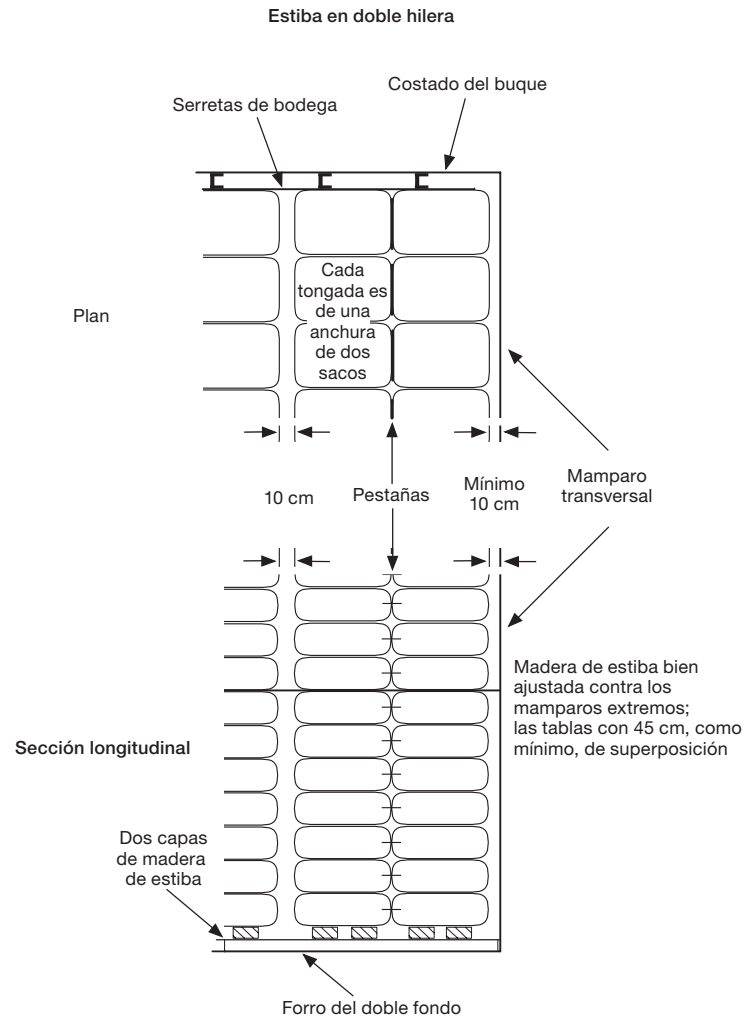 Estiba en doble hilera
Costado del buque
Serretas de bodega
Plan
Cada
tongada es
de una
anchura
de dos
sacos
10 cm
Pestañas
Mínimo
10 cm
Mamparo
transversal
Madera de estiba bien
ajustada contra los
mamparos extremos;
las tablas con 45 cm, como
mínimo, de superposición
Sección longitudinal
Dos capas
de madera
de estiba
Forro del doble fondo